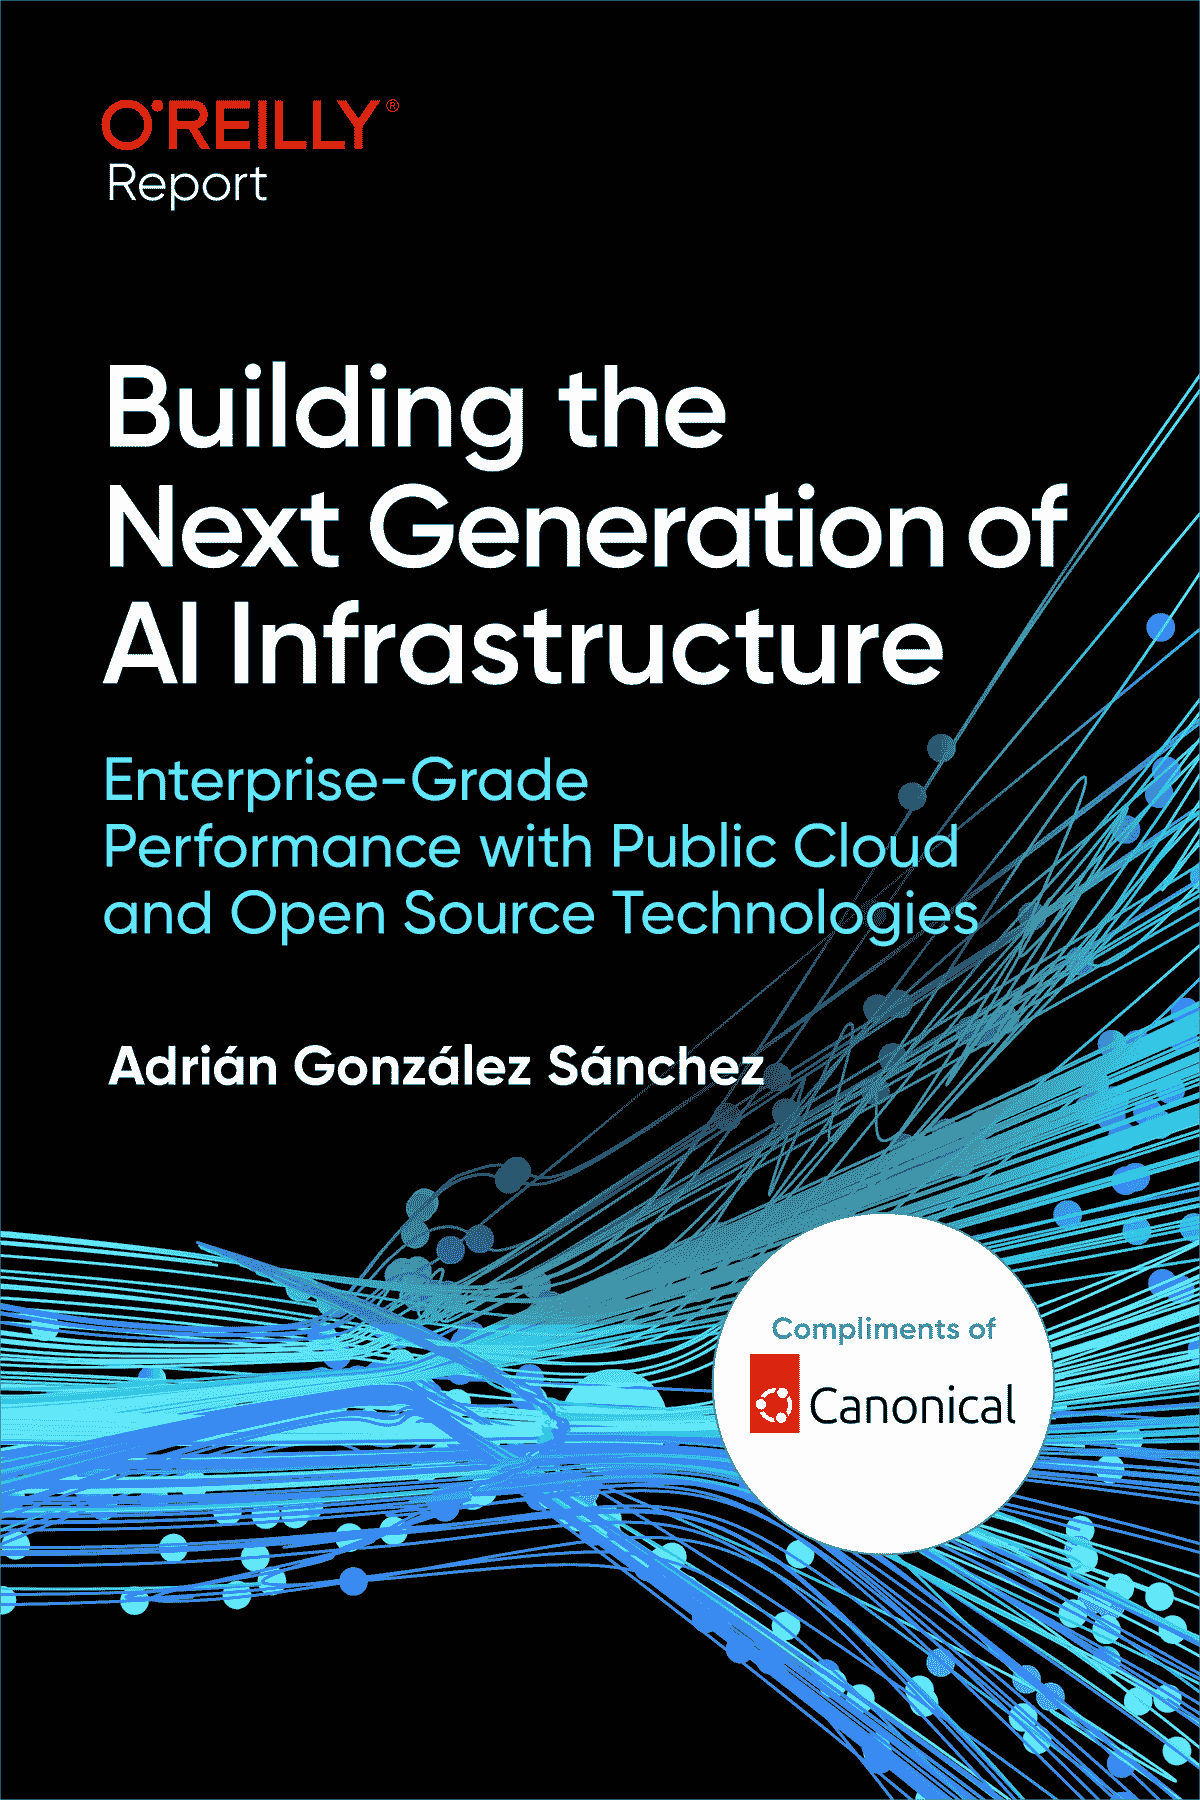 O'REILLY®
Report
Building the
Next Generation of
AI Infrastructure
Enterprise-Grade
Performance with Public Cloud
and Open Source Technologies
Adrián González Sánchez
Compliments of
Canonical